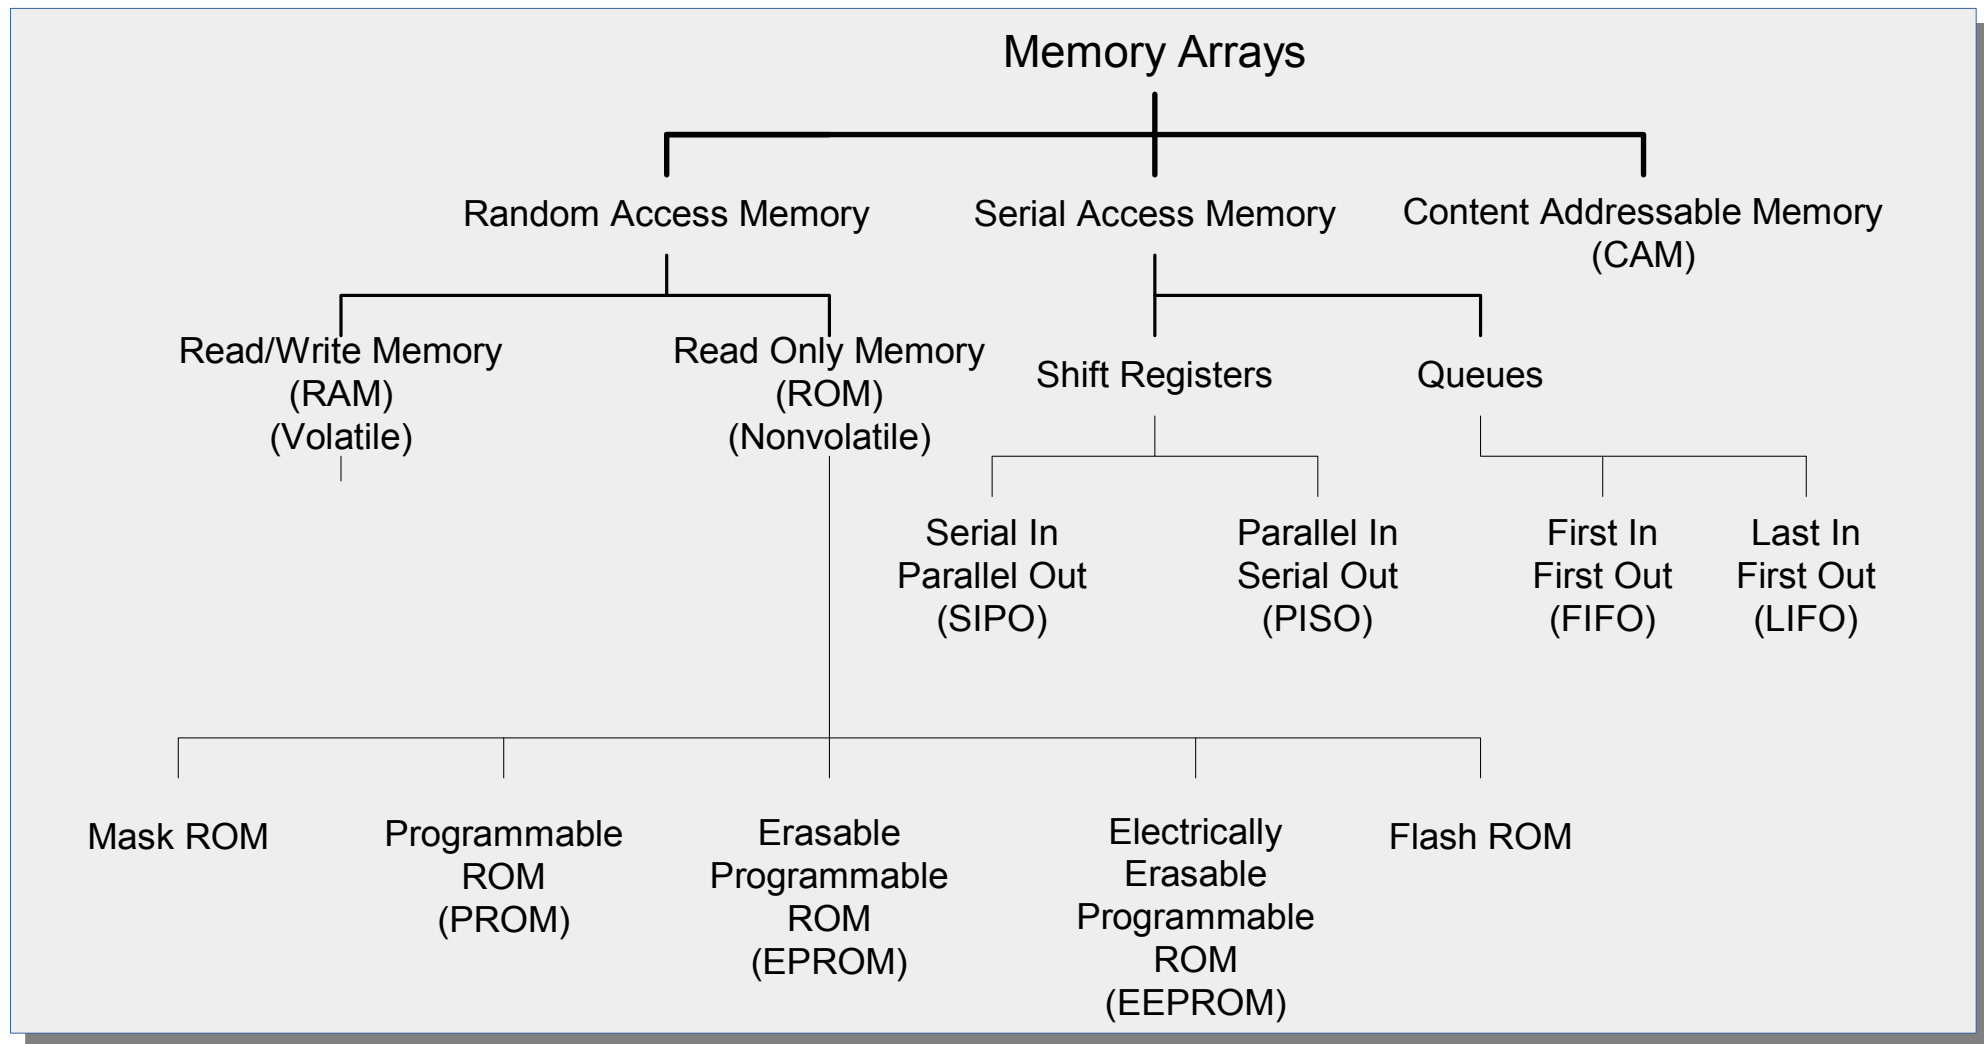 Memory Arrays
Random Access Memory
Serial Access Memory
Content Addressable Memory
(CAM)
Read/Write Memory
(RAM)
(Volatile)
Read Only Memory
(ROM)
(Nonvolatile)
Shift Registers
Queues
Serial In
Parallel Out
(SIPO)
Parallel In
Serial Out
(PISO)
First In
First Out
(FIFO)
Last In
First Out
(LIFO)
Mask ROM
Programmable
ROM
(PROM)
Erasable
Programmable
ROM
(EPROM)
Electrically
Erasable
Programmable
ROM
(EEPROM)
Flash ROM